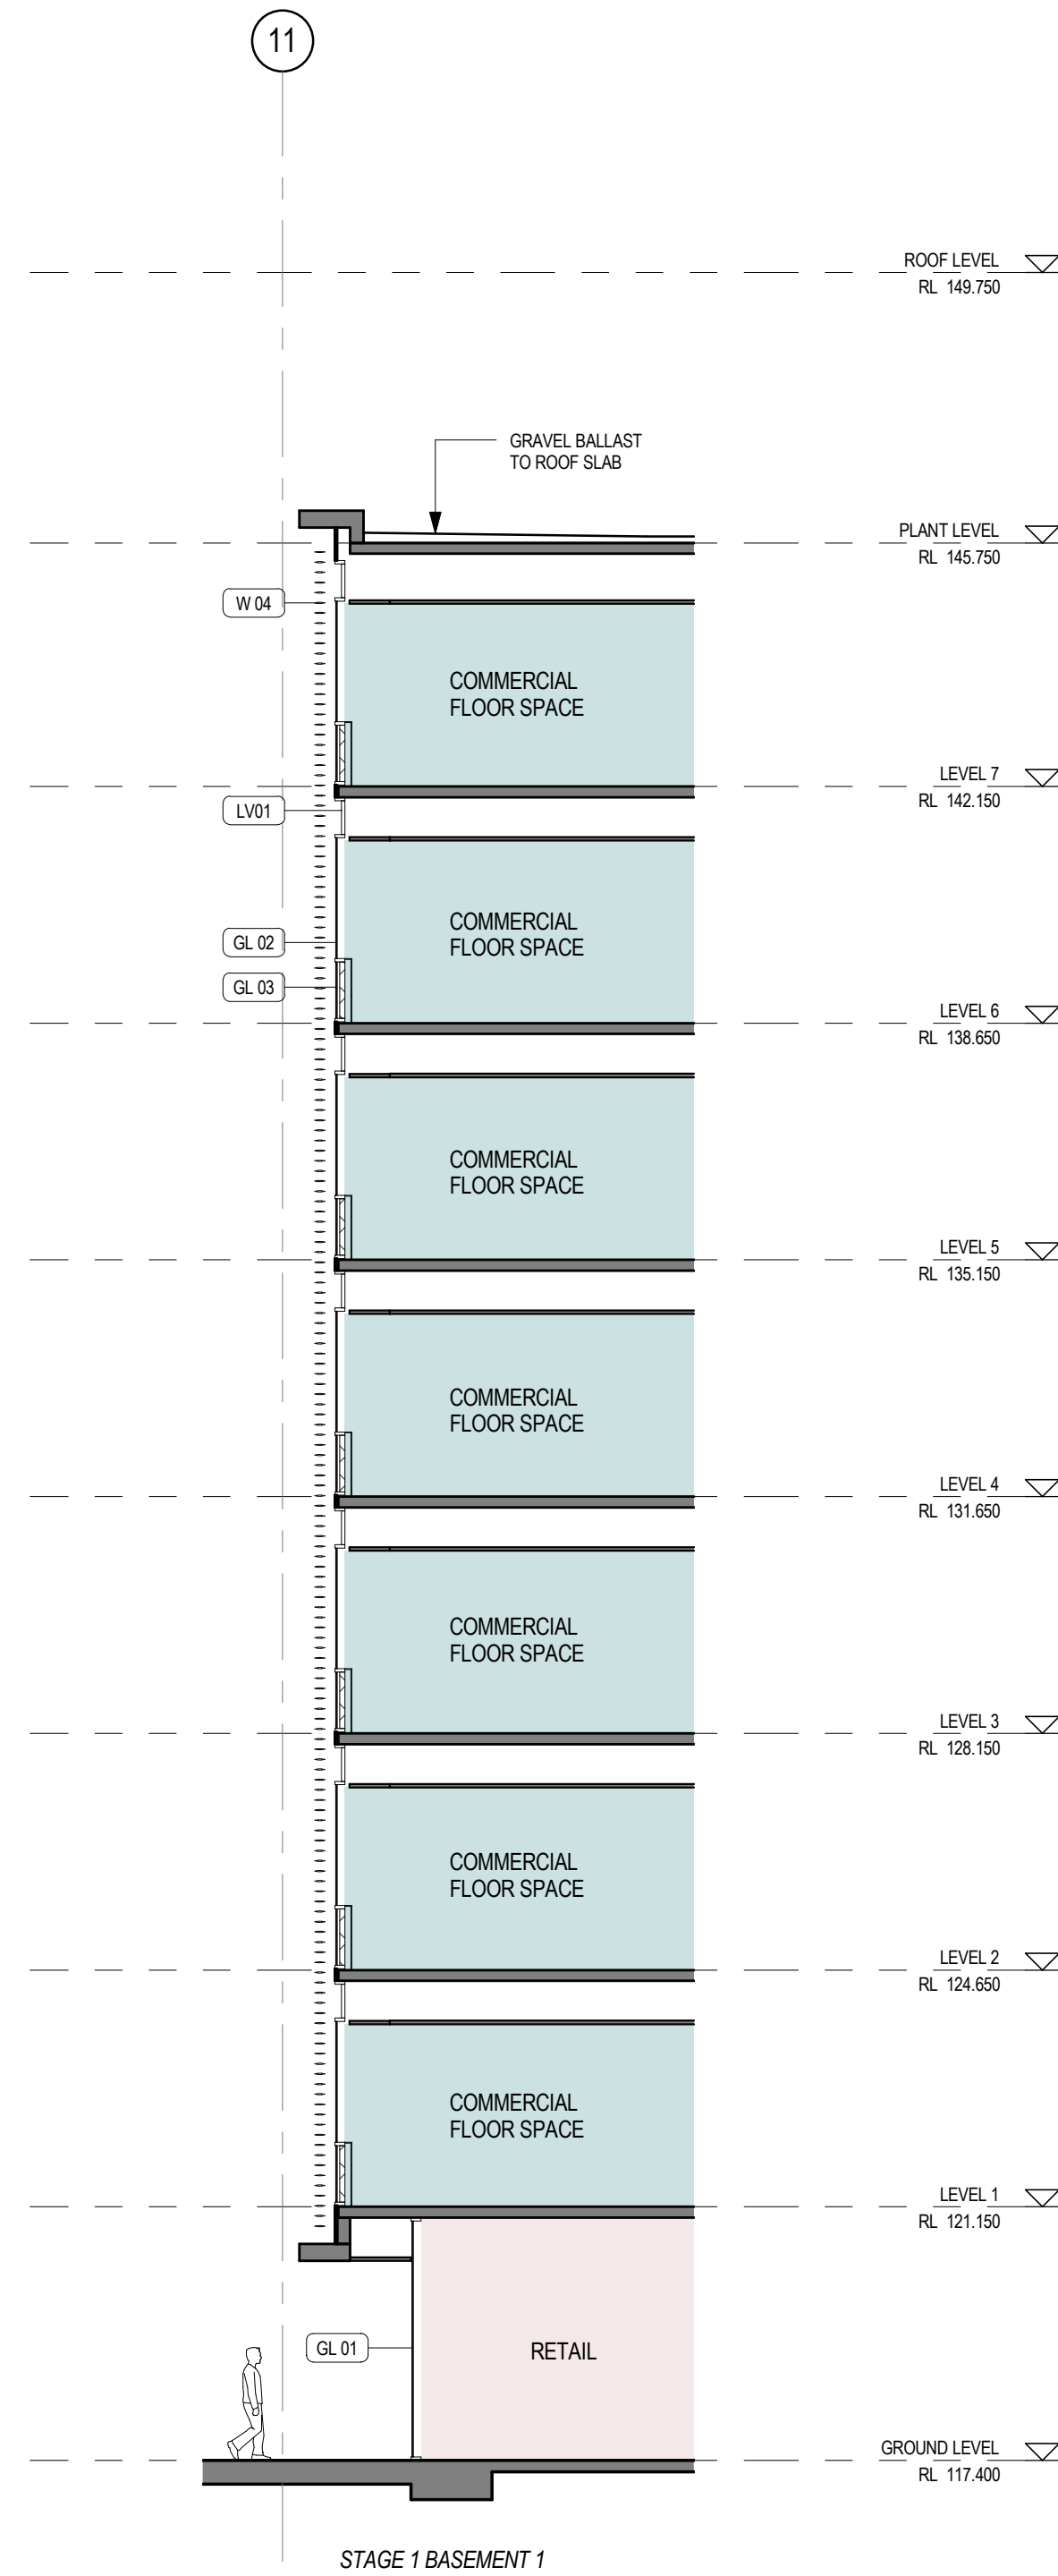 11
ROOF LEVEL
RL 149.750
GRAVEL BALLAST
TO ROOF SLAB
PLANT LEVEL
RL 145.750
W 04
COMMERCIAL
FLOOR SPACE
LEVEL 7
RL 142.150
LV01
COMMERCIAL
FLOOR SPACE
GL 02
GL 03
LEVEL 6
RL 138.650
COMMERCIAL
FLOOR SPACE
LEVEL 5
RL 135.150
COMMERCIAL
FLOOR SPACE
LEVEL 4
RL 131.650
COMMERCIAL
FLOOR SPACE
LEVEL 3
RL 128.150
COMMERCIAL
FLOOR SPACE
LEVEL 2
RL 124.650
COMMERCIAL
FLOOR SPACE
LEVEL 1
RL 121.150
GL 01
RETAIL
GROUND LEVEL
RL 117.400
STAGE 1 BASEMENT 1